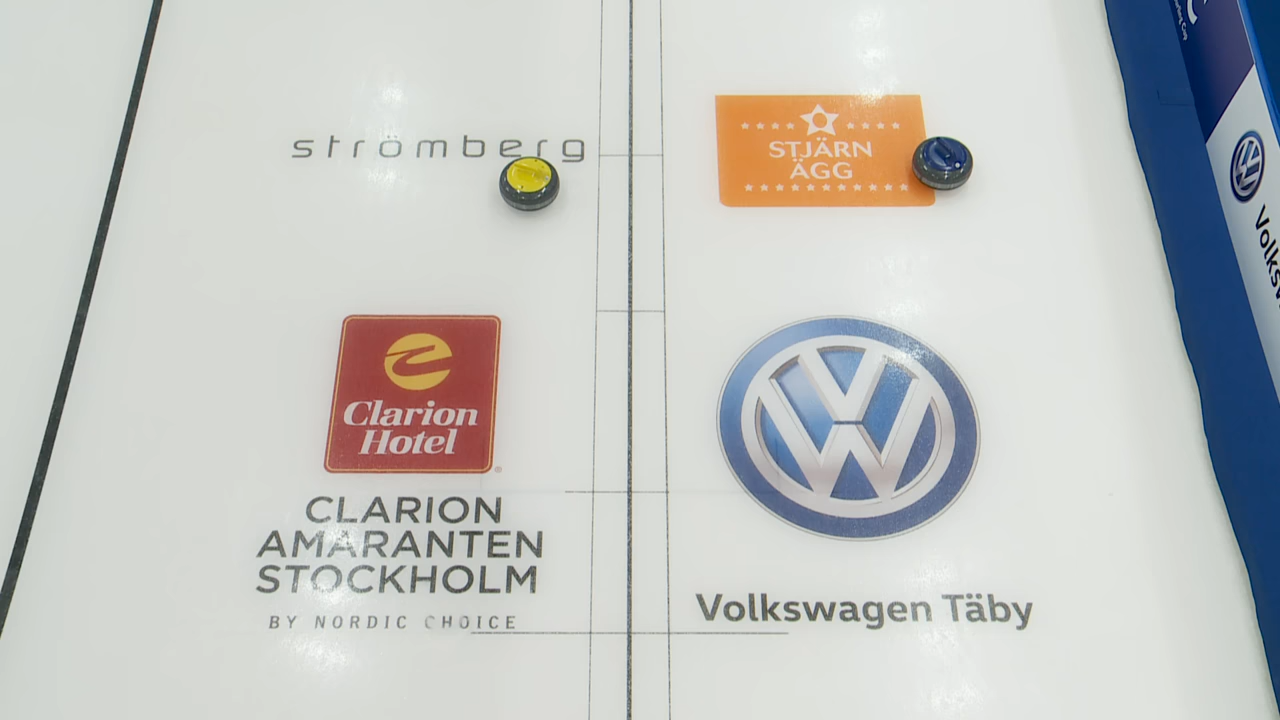 strömberg
STJÄRN
ÄGG
Clarion
Hotel
CLARION
AMARANTEN
STOCKHOLM
BY NORDIC CHOICE
Volkswagen Täby